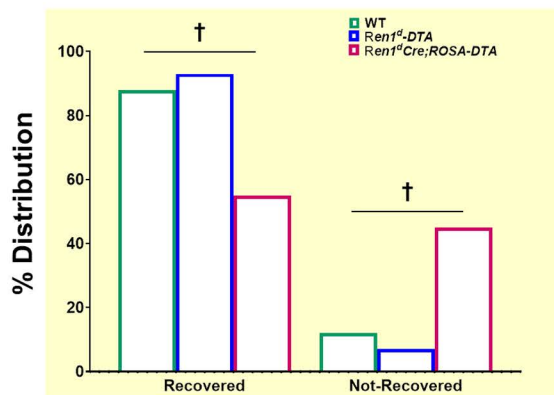 WT
Ren1ᵈ-DTA
Ren1ᵈCre;ROSA-DTA
†
†
% Distribution
100
80
60
40
20
0
Recovered Not-Recovered